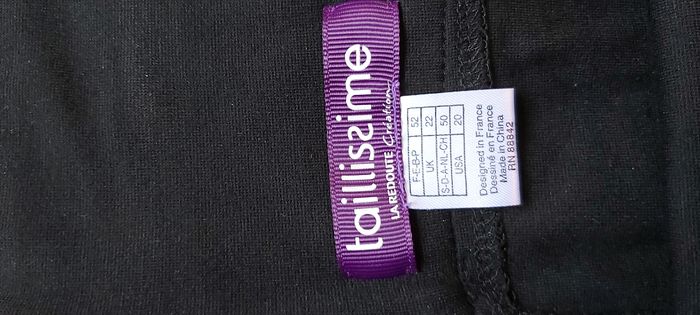 taillissime
LA REDOUTE Création
F-E-B-P 52
UK 22
S-D-A-NL-CH 50
USA 20
Designed in France
Dessiné en France
Made in China
RN 88842